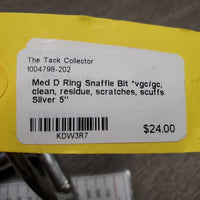 The Tack Collector
1004798-202
Med D Ring Snaffle Bit *vgc/gc,
clean, residue, scratches, scuffs
Silver 5"
$24.00
KDW3R7